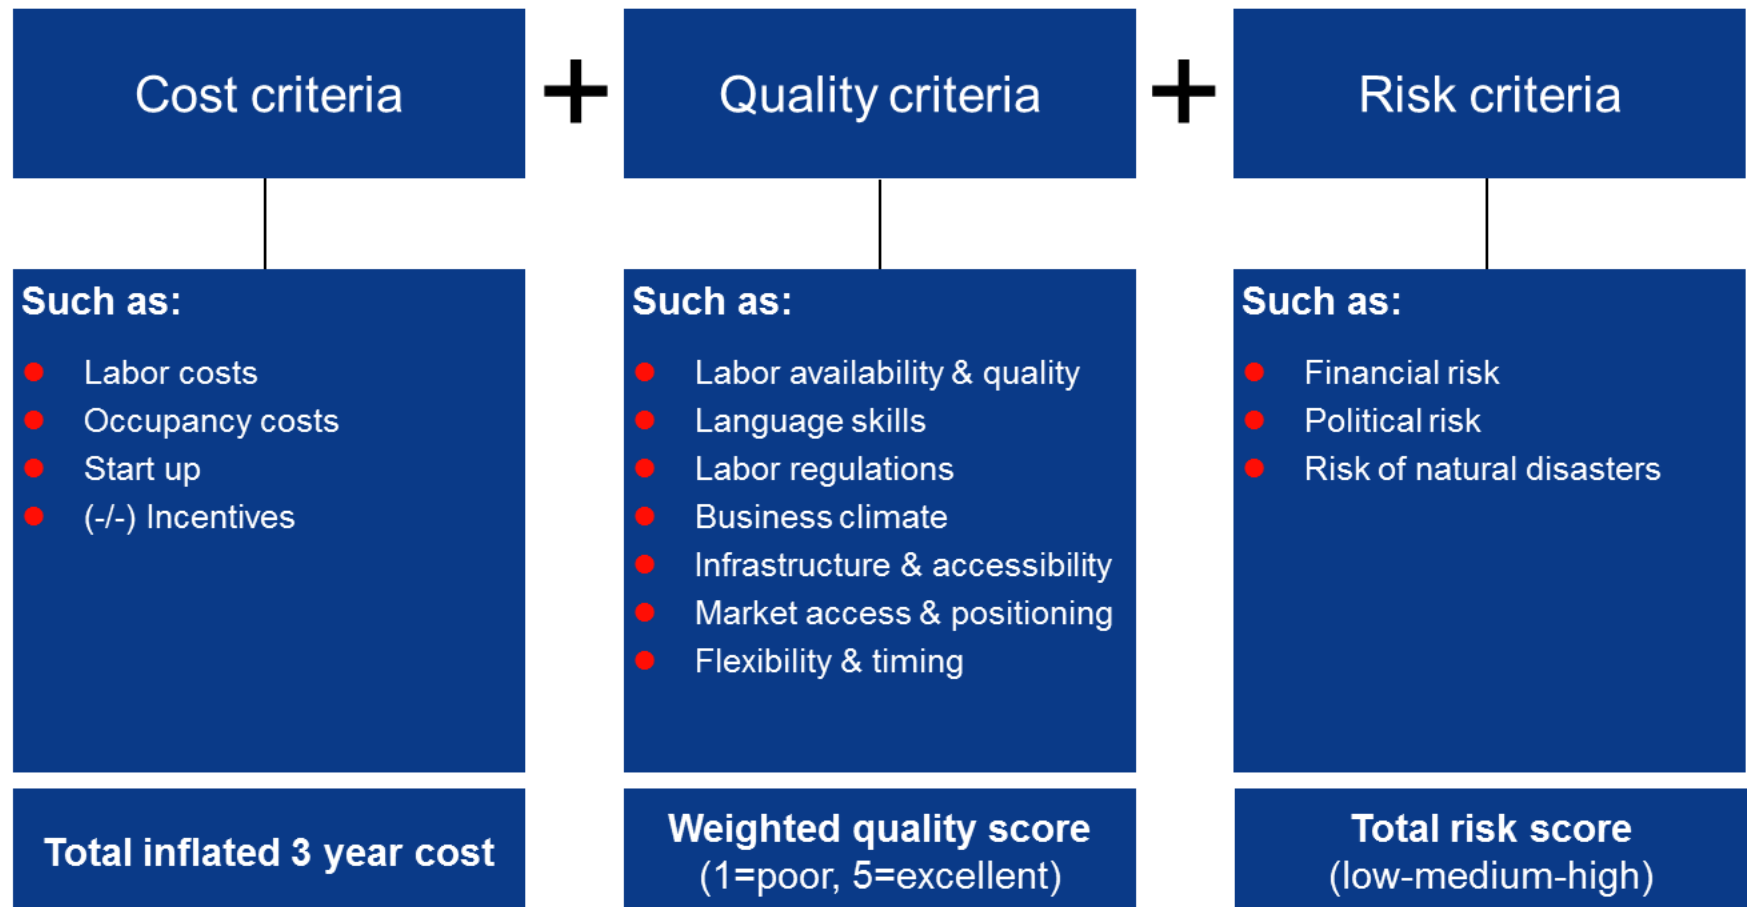 Cost criteria
+
Quality criteria
+
Risk criteria
Such as:
Labor costs
Occupancy costs
Start up
(-/-) Incentives
Total inflated 3 year cost
Such as:
Labor availability & quality
Language skills
Labor regulations
Business climate
Infrastructure & accessibility
Market access & positioning
Flexibility & timing
Weighted quality score
(1=poor, 5=excellent)
Such as:
Financial risk
Political risk
Risk of natural disasters
Total risk score
(low-medium-high)